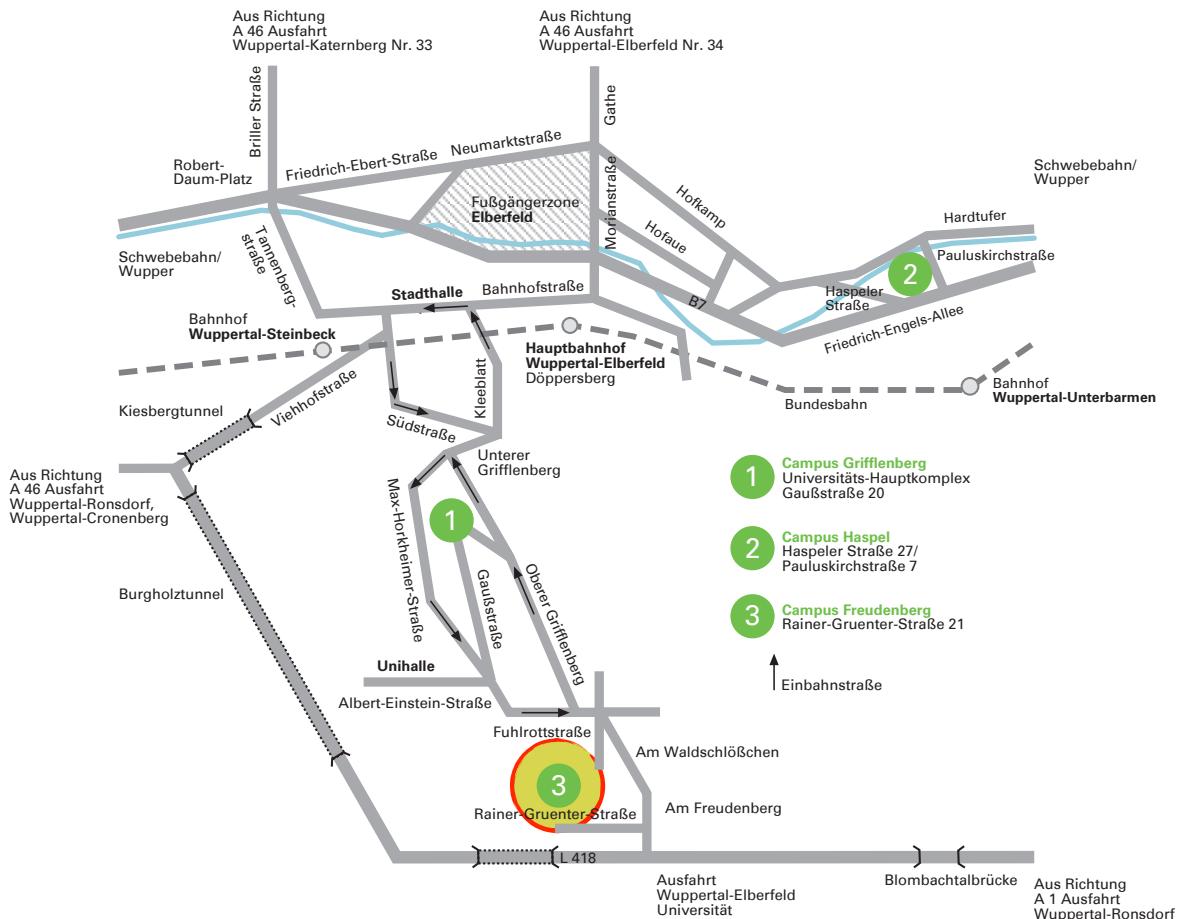 Aus Richtung
A 46 Ausfahrt
Wuppertal-Katernberg Nr. 33
Aus Richtung
A 46 Ausfahrt
Wuppertal-Elberfeld Nr. 34
Briller Straße
Gathe
Neumarktstraße
Friedrich-Ebert-Straße
Robert-
Daum-Platz
Schwebebahn/
Wupper
Fußgängerzone
Elberfeld
Morianstraße
Hofkamp
Hofaue
Hardtufer
Pauluskirchstraße
2
Schwebebahn/
Wupper
Tannenberg-
straße
Stadthalle
Bahnhofstraße
B7
Haspeler
Straße
Friedrich-Engels-Allee
Bahnhof
Wuppertal-Steinbeck
Hauptbahnhof
Wuppertal-Elberfeld
Döppersberg
Bundesbahn
Bahnhof
Wuppertal-Unterbarmen
Kiesbergtunnel
Viehhofstraße
Südstraße
Kleeblatt
Unterer
Grifflenberg
Aus Richtung
A 46 Ausfahrt
Wuppertal-Ronsdorf,
Wuppertal-Cronenberg
Max-Horkheimer-Straße
1
Gaußstraße
Oberer Grifflenberg
1
Campus Grifflenberg
Universitäts-Hauptkomplex
Gaußstraße 20
2
Campus Haspel
Haspeler Straße 27/
Pauluskirchstraße 7
3
Campus Freudenberg
Rainer-Gruenter-Straße 21
Einbahnstraße
Burgholztunnel
Unihalle
Albert-Einstein-Straße
Fuhlrottstraße
Am Waldschlößchen
3
Rainer-Gruenter-Straße
Am Freudenberg
L 418
Ausfahrt
Wuppertal-Elberfeld
Universität
Blombachtalbrücke
Aus Richtung
A 1 Ausfahrt
Wuppertal-Ronsdorf